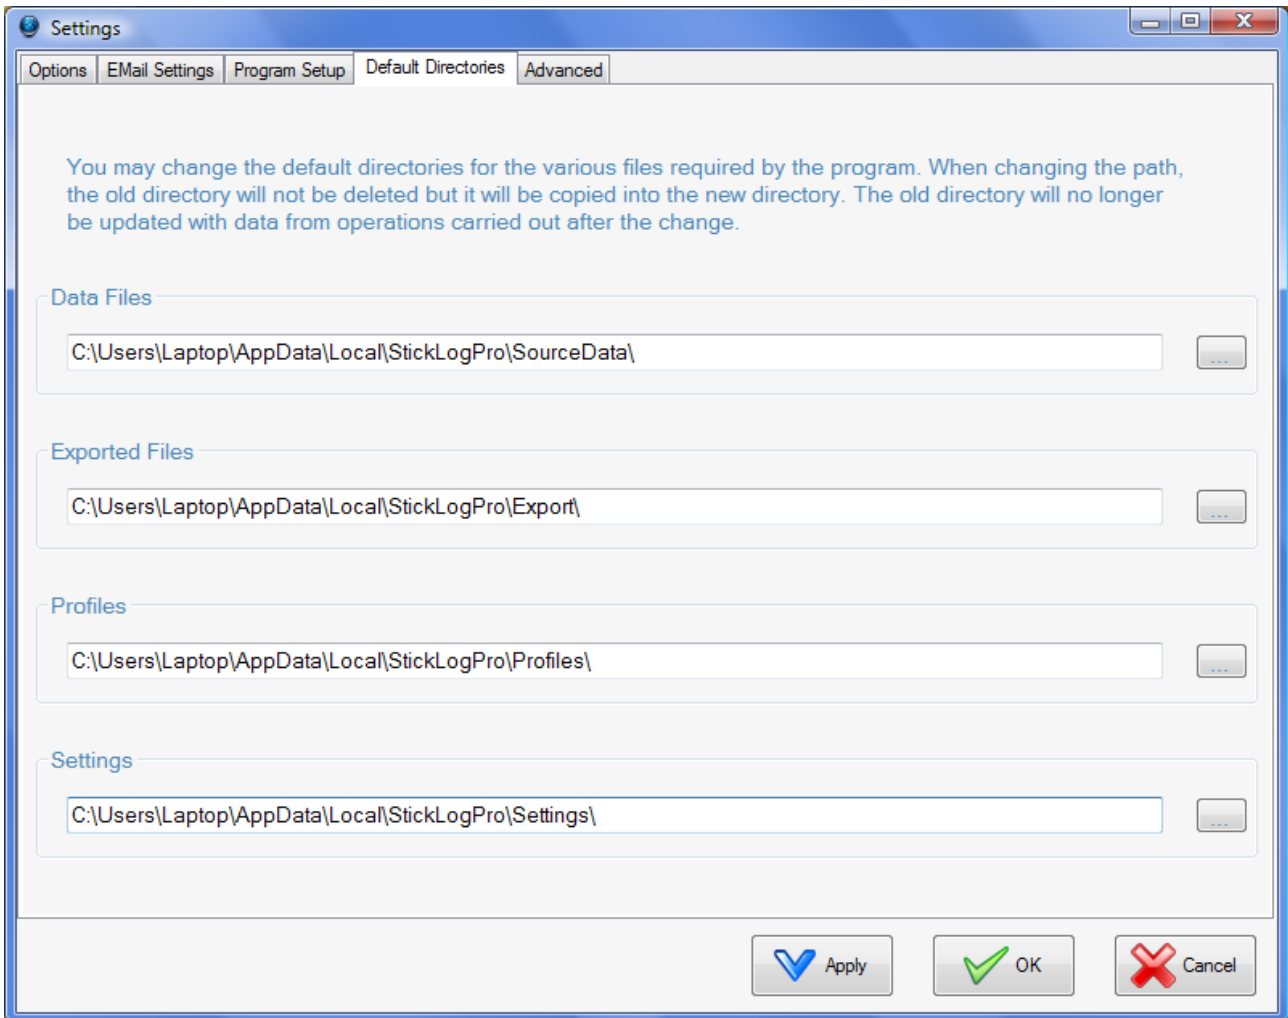 Settings
Options EMail Settings Program Setup Default Directories Advanced
You may change the default directories for the various files required by the program. When changing the path,
the old directory will not be deleted but it will be copied into the new directory. The old directory will no longer
be updated with data from operations carried out after the change.
Data Files
C:\Users\Laptop\AppData\Local\StickLogPro\SourceData\
...
Exported Files
C:\Users\Laptop\AppData\Local\StickLogPro\Export\
...
Profiles
C:\Users\Laptop\AppData\Local\StickLogPro\Profiles\
...
Settings
C:\Users\Laptop\AppData\Local\StickLogPro\Settings\
...
Apply OK Cancel